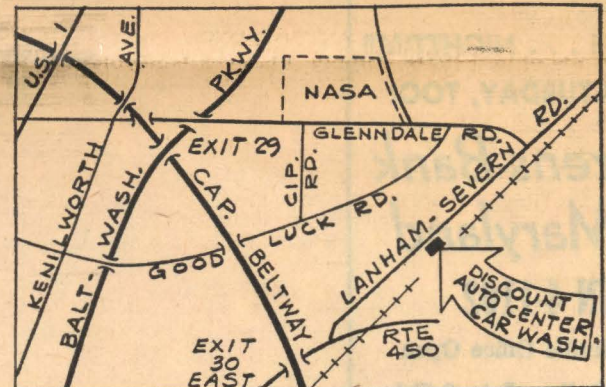 U.S. 1
AVE.
PKWY.
NASA
GLENNDALE RD.
RD.
EXIT 29
CIP. RD.
KENILWORTH
BALT-WASH.
CAP.
BELTWAY
GOOD LUCK RD.
LANHAM-SEVERN
DISCOUNT
AUTO CENTER
CAR WASH
RTE
450
EXIT
30
EAST